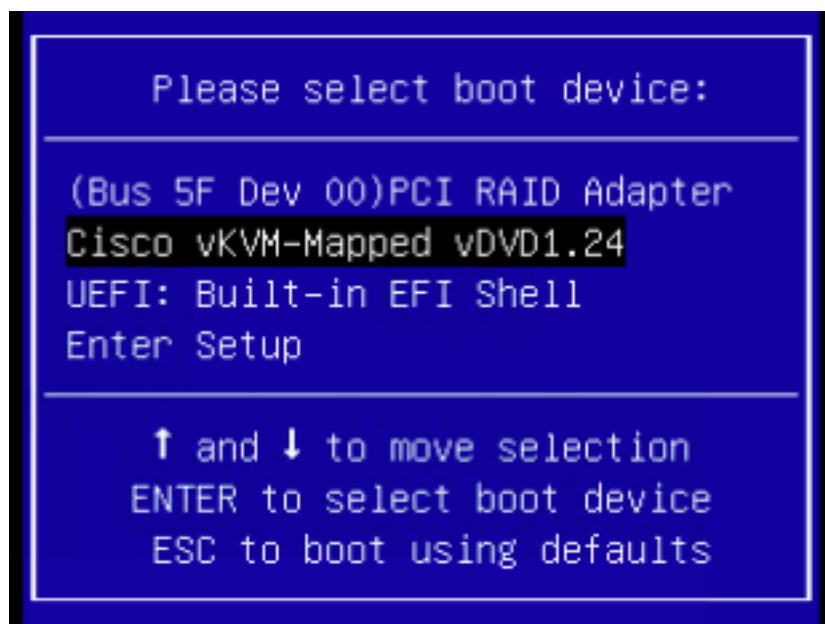 Please select boot device:
(Bus 5F Dev 00)PCI RAID Adapter
Cisco vKVM-Mapped vDVD1.24
UEFI: Built-in EFI Shell
Enter Setup
↑ and ↓ to move selection
ENTER to select boot device
ESC to boot using defaults